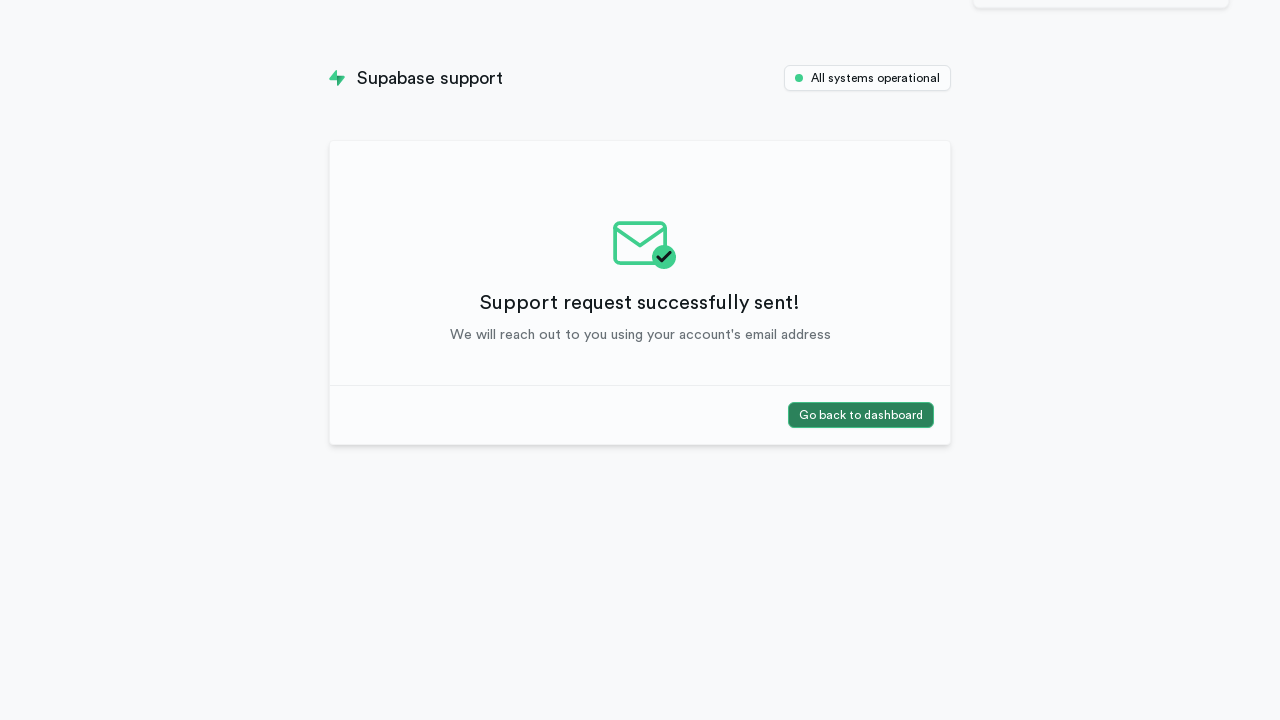 Supabase support
All systems operational
Support request successfully sent!
We will reach out to you using your account's email address
Go back to dashboard